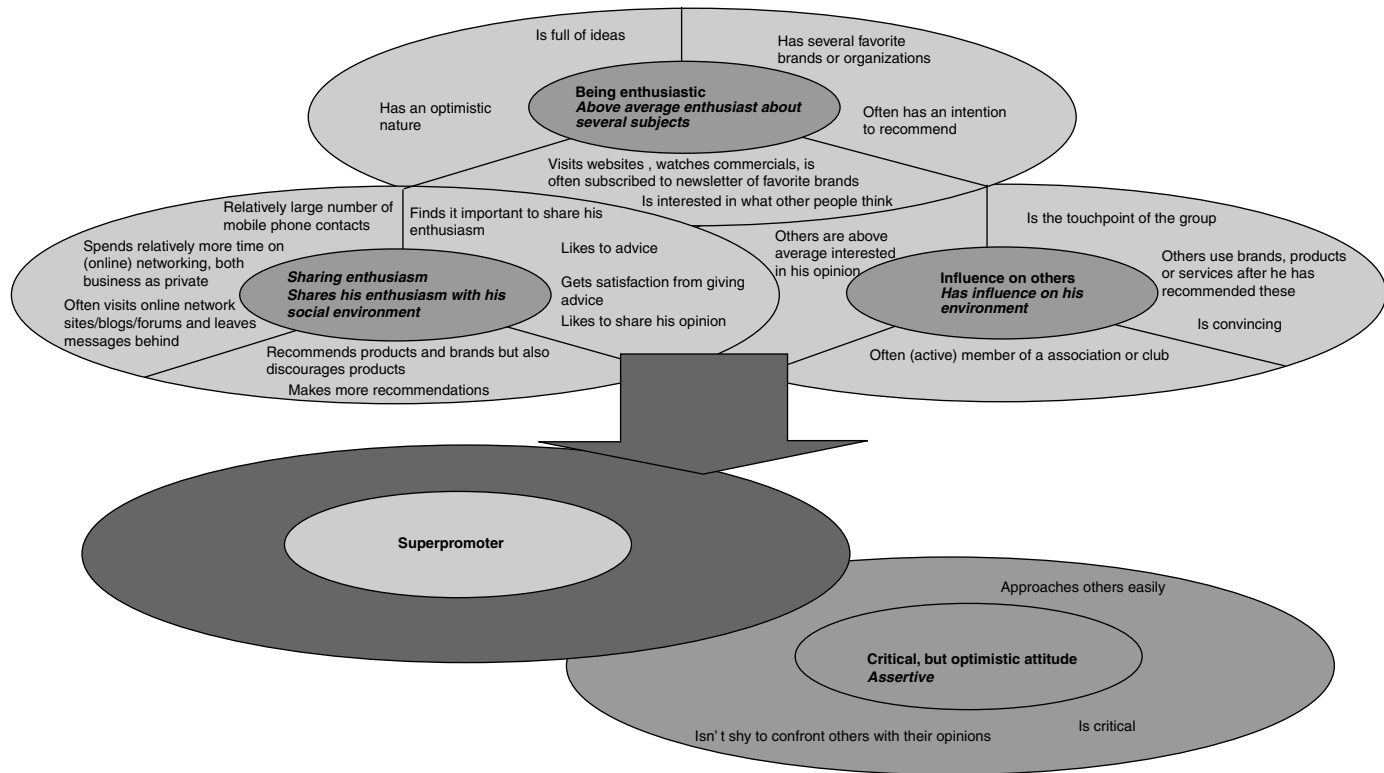 Is full of ideas
Has several favorite
brands or organizations
Being enthusiastic
Above average enthusiast about
several subjects
Has an optimistic
nature
Often has an intention
to recommend
Visits websites , watches commercials, is
often subscribed to newsletter of favorite brands
Is interested in what other people think
Relatively large number of
mobile phone contacts
Finds it important to share his
enthusiasm
Spends relatively more time on
(online) networking, both
business as private
Likes to advice
Sharing enthusiasm
Shares his enthusiasm with his
social environment
Gets satisfaction from giving
advice
Often visits online network
sites/blogs/forums and leaves
messages behind
Likes to share his opinion
Recommends products and brands but also
discourages products
Makes more recommendations
Is the touchpoint of the group
Others are above
average interested
in his opinion
Others use brands, products
or services after he has
recommended these
Influence on others
Has influence on his
environment
Is convincing
Often (active) member of a association or club
Superpromoter
Approaches others easily
Critical, but optimistic attitude
Assertive
Is critical
Isn' t shy to confront others with their opinions